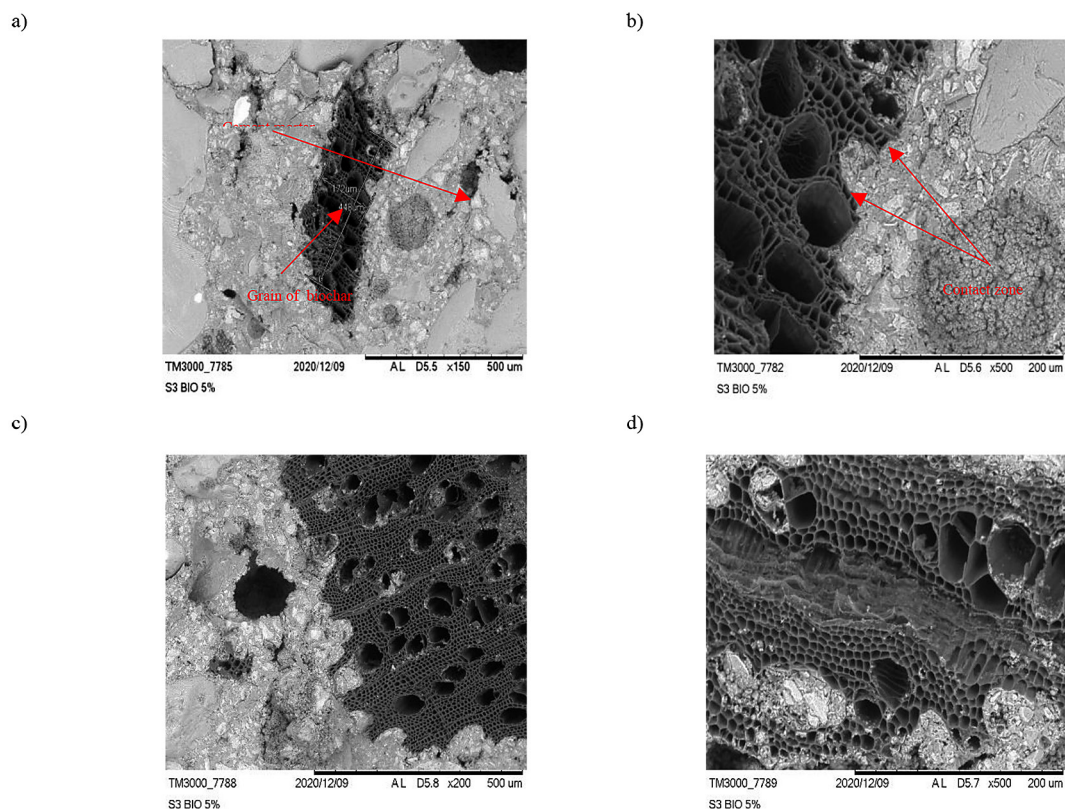 a)
172um
Grain of biochar
TM3000_7785 2020/12/09 AL D5.5 x150 500 um
S3 BIO 5%
b)
Contact zone
TM3000_7782 2020/12/09 AL D5.6 x500 200 um
S3 BIO 5%
c)
TM3000_7788 2020/12/09 AL D5.8 x200 500 um
S3 BIO 5%
d)
TM3000_7789 2020/12/09 AL D5.7 x500 200 um
S3 BIO 5%